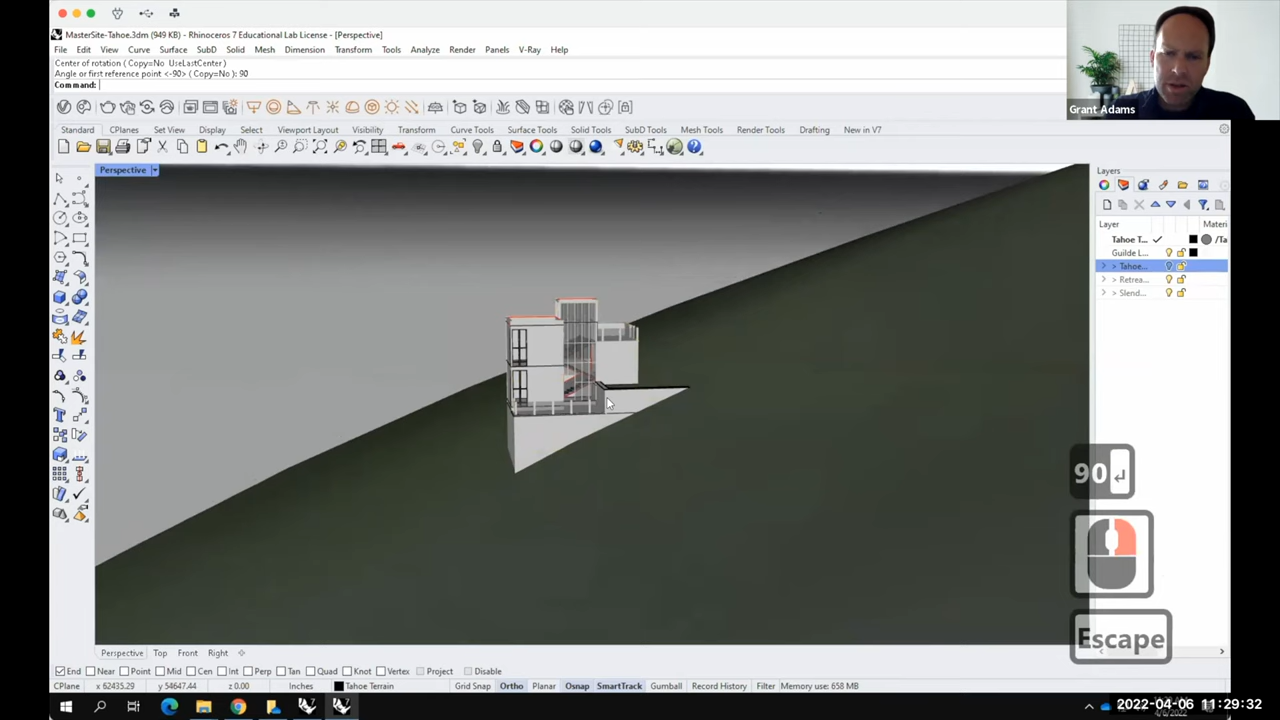 MasterSite-Tahoe.3dm (949 KB) - Rhinoceros 7 Educational Lab License - [Perspective]
File Edit View Curve Surface SubD Solid Mesh Dimension Transform Tools Analyze Render Panels V-Ray Help
Center of rotation ( Copy=No UseLastCenter )
Angle or first reference point <-90> ( Copy=No ): 90
Command:
Grant Adams
Standard CPlanes Set View Display Select Viewport Layout Visibility Transform Curve Tools Surface Tools Solid Tools SubD Tools Mesh Tools Render Tools Drafting New in V7
Perspective
Layers
Layer Materi
Tahoe T... /Ta
Guilde L...
> Tahoe...
> Retrea...
> Slend...
90
Escape
Perspective Top Front Right
End Near Point Mid Cen Int Perp Tan Quad Knot Vertex Project Disable
CPlane x 62435.29 y 54647.44 z 0.00 Inches Tahoe Terrain Grid Snap Ortho Planar Osnap SmartTrack Gumball Record History Filter Memory use: 658 MB
2022-04-06 11:29:32